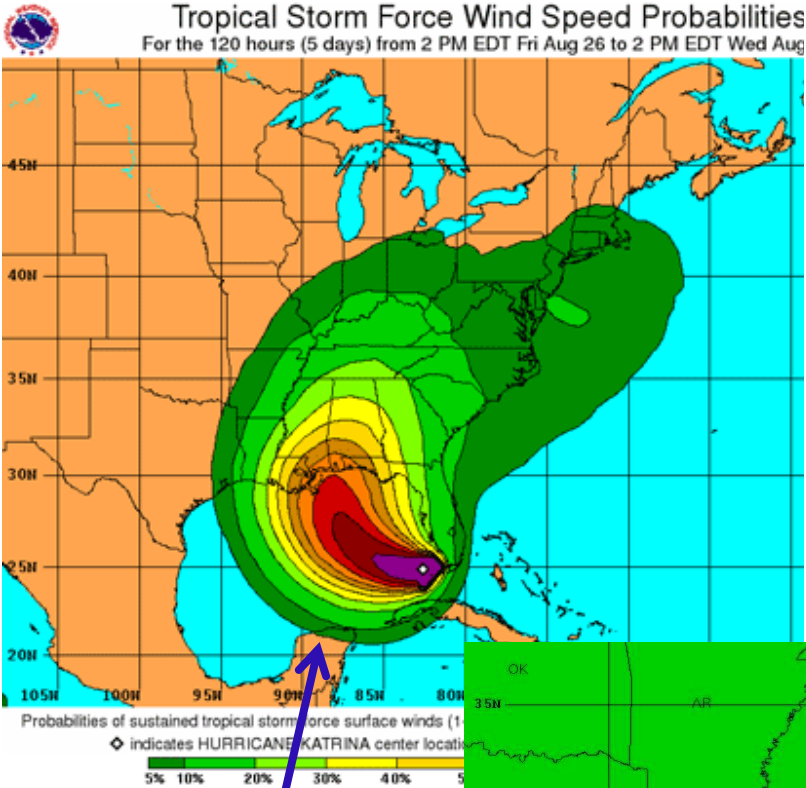 Tropical Storm Force Wind Speed Probabilities
For the 120 hours (5 days) from 2 PM EDT Fri Aug 26 to 2 PM EDT Wed Aug
45N
40N
35N
30N
25N
20N
105W 100W 95W 90W 85W 80W
OK
AR
35N
Probabilities of sustained tropical storm force surface winds (1-
indicates HURRICANE KATRINA center
5% 10% 20% 30% 40%